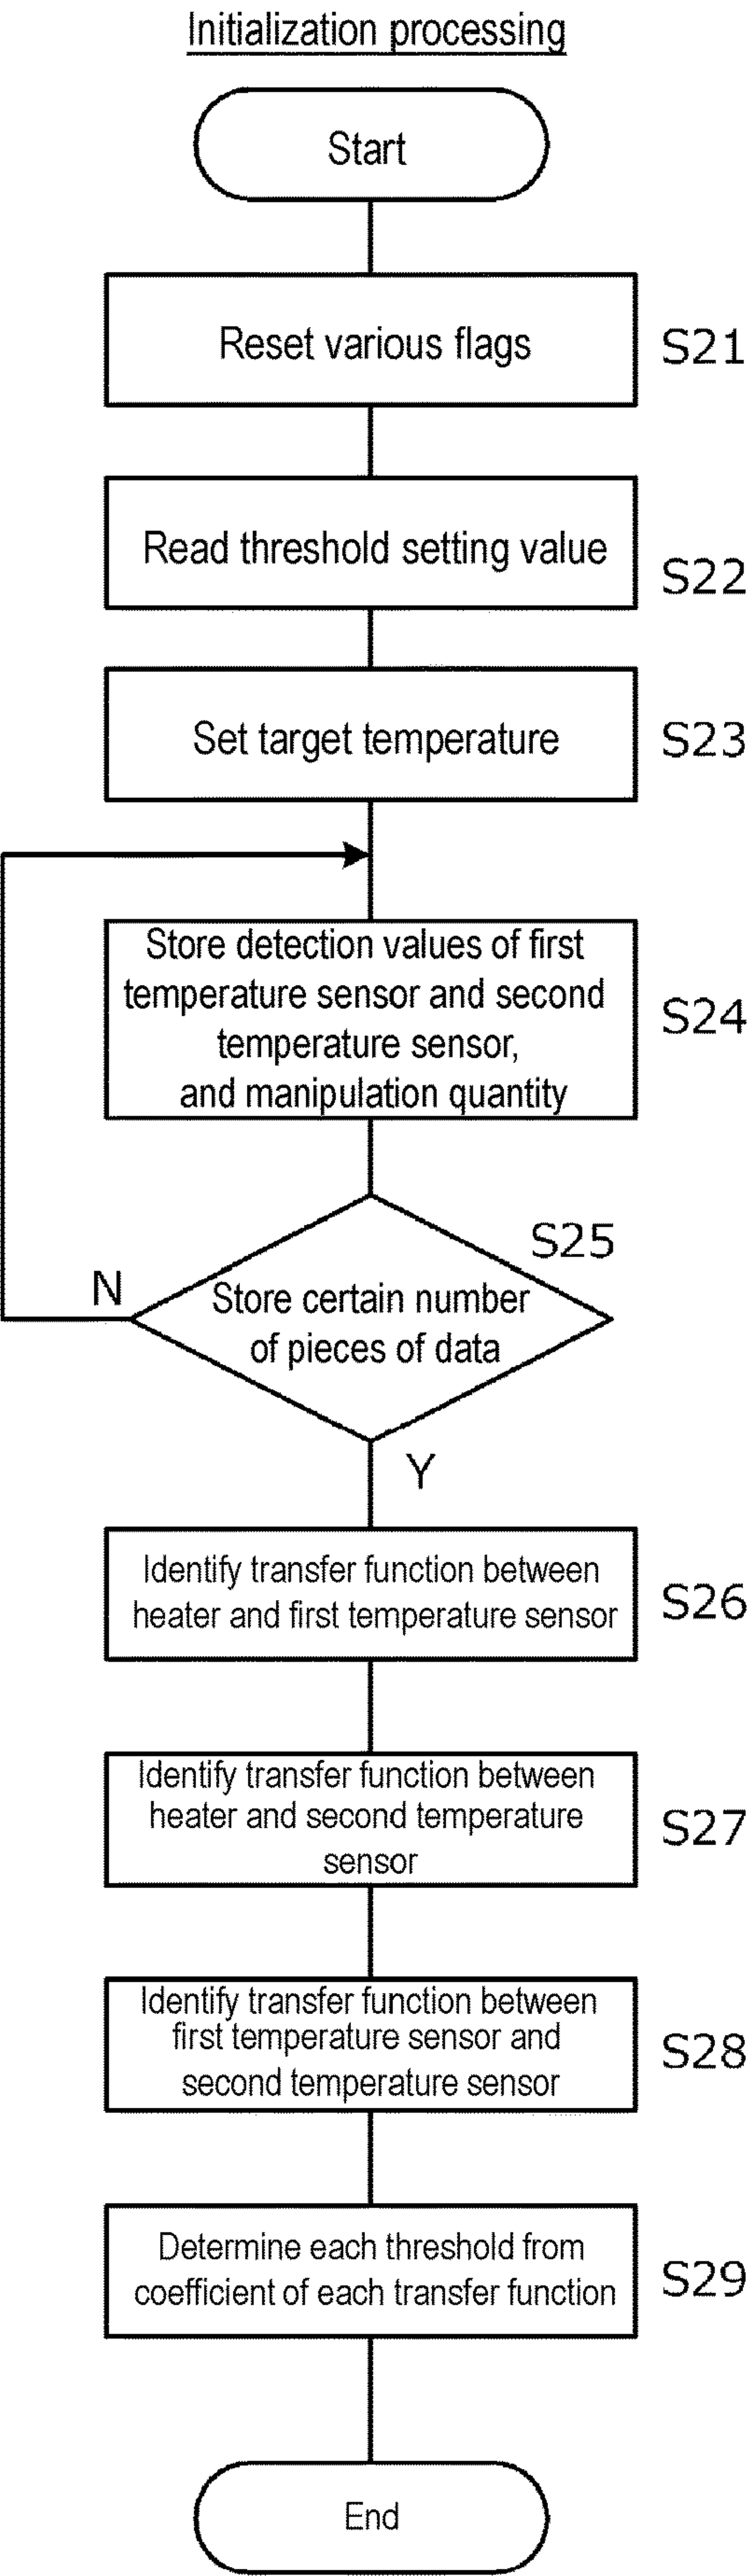 Initialization processing
Start
Reset various flags
S21
Read threshold setting value
S22
Set target temperature
S23
Store detection values of first
temperature sensor and second
temperature sensor,
and manipulation quantity
S24
S25
N
Store certain number
of pieces of data
Y
Identify transfer function between
heater and first temperature sensor
S26
Identify transfer function between
heater and second temperature
sensor
S27
Identify transfer function between
first temperature sensor and
second temperature sensor
S28
Determine each threshold from
coefficient of each transfer function
S29
End